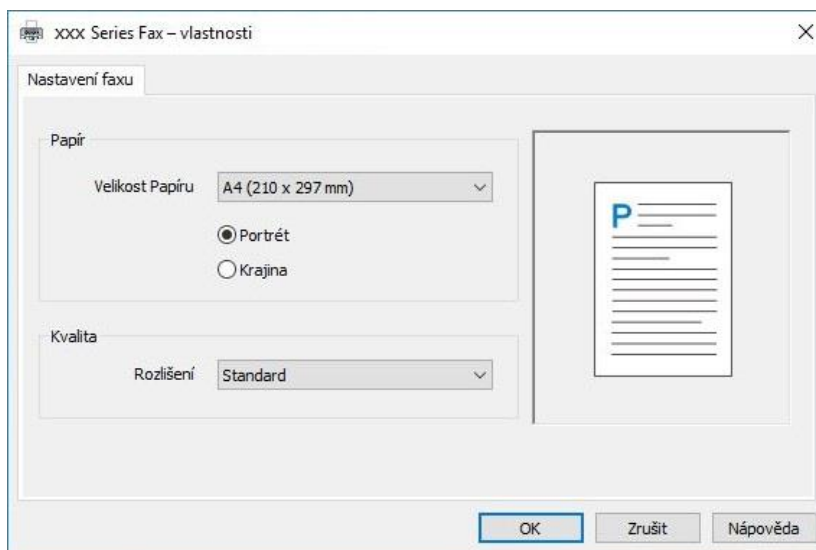 xxx Series Fax – vlastnosti
Nastavení faxu
Papír
Velikost Papíru
A4 (210 x 297 mm)
Portrét
Krajina
Kvalita
Rozlišení
Standard
P
OK
Zrušit
Nápověda